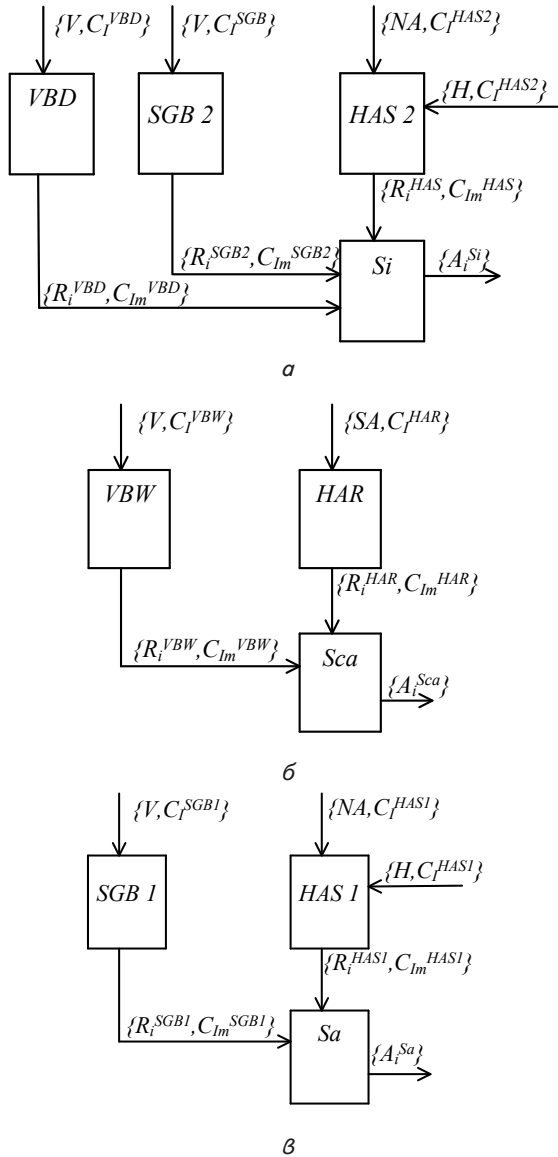 {V,C_I^VBD} {V,C_I^SGB} {NA,C_I^HAS2}
VBD SGB 2 HAS 2 {H,C_I^HAS2}
{R_i^HAS,C_Im^HAS}
{R_i^SGB2,C_Im^SGB2} Si {A_i^Si}
{R_i^VBD,C_Im^VBD}
а
{V,C_I^VBW} {SA,C_I^HAR}
VBW HAR
{R_i^HAR,C_Im^HAR}
{R_i^VBW,C_Im^VBW} Sca {A_i^Sca}
б
{V,C_I^SGB1} {NA,C_I^HAS1}
SGB 1 HAS 1 {H,C_I^HAS1}
{R_i^HAS1,C_Im^HAS1}
{R_i^SGB1,C_Im^SGB1} Sa {A_i^Sa}
в